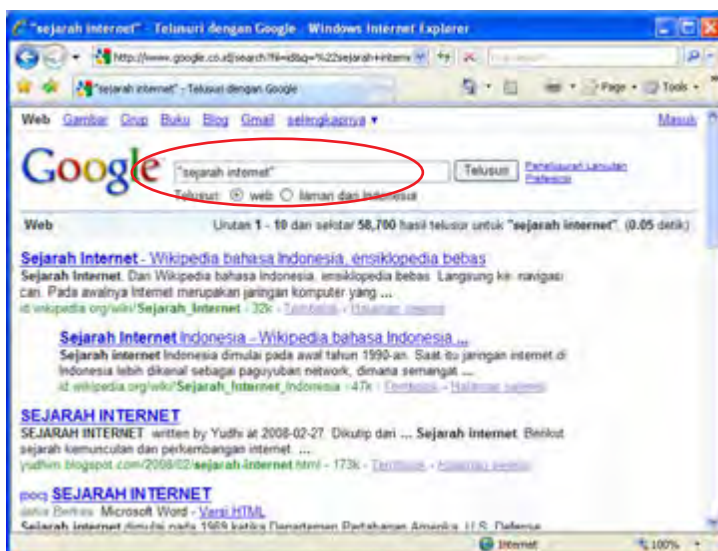 "sejarah internet" - Telusuri dengan Google - Windows Internet Explorer
http://www.google.co.id/search?hl=id&q=%22sejarah+intern
"sejarah internet" - Telusuri dengan Google
Page Tools
Web Gambar Grup Buku Blog Gmail selengkapnya ▼ Masuk
Google "sejarah internet" Telusuri Penelusuran Lanjutan
Preferensi
Telusuri: web laman dari Indonesia
Web Urutan 1 - 10 dari sekitar 58,700 hasil telusur untuk "sejarah internet". (0.05 detik)
Sejarah Internet - Wikipedia bahasa Indonesia, ensiklopedia bebas
Sejarah Internet. Dari Wikipedia bahasa Indonesia, ensiklopedia bebas. Langsung ke: navigasi
cari. Pada awalnya Internet merupakan jaringan komputer yang ...
id.wikipedia.org/wiki/Sejarah_Internet - 32k - Tembolok - Halaman sejenis
Sejarah Internet Indonesia - Wikipedia bahasa Indonesia ...
Sejarah internet Indonesia dimulai pada awal tahun 1990-an. Saat itu jaringan internet di
Indonesia lebih dikenal sebagai paguyuban network, dimana semangat ...
id.wikipedia.org/wiki/Sejarah_Internet_Indonesia - 47k - Tembolok - Halaman sejenis
SEJARAH INTERNET
SEJARAH INTERNET. written by Yudhi at 2008-02-27. Dikutip dari ... Sejarah internet. Berikut
sejarah kemunculan dan perkembangan internet. ...
yudhim.blogspot.com/2008/02/sejarah-internet.html - 173k - Tembolok - Halaman sejenis
[DOC] SEJARAH INTERNET
Jenis Berkas: Microsoft Word - Versi HTML
Sejarah internet dimulai pada 1969 ketika Departemen Pertahanan Amerika, U.S. Defense
Internet 100%